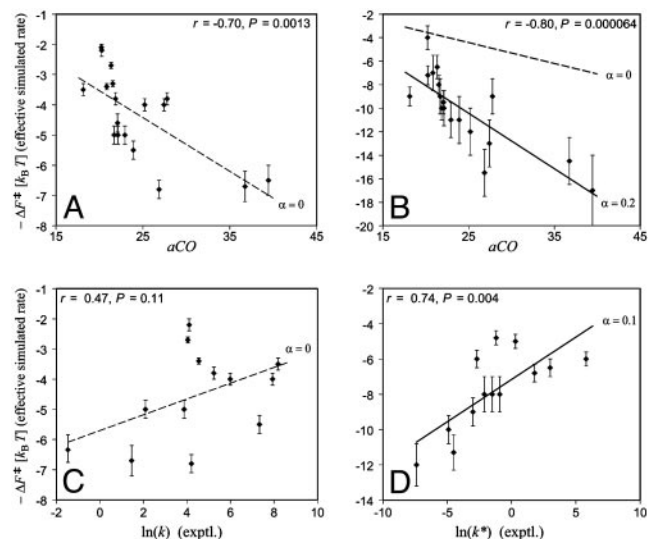 r = -0.70, P = 0.0013
-1
-2
-3
-4
-5
-6
-7
-8
− ΔF‡ [kB T] (effective simulated rate)
A
α = 0
15 25 35 45
aCO
r = -0.80, P = 0.000064
-2
-4
-6
-8
-10
-12
-14
-16
-18
-20
α = 0
B
α = 0.2
15 25 35 45
aCO
r = 0.47, P = 0.11
-1
-2
-3
-4
-5
-6
-7
-8
− ΔF‡ [kB T] (effective simulated rate)
α = 0
C
-2 0 2 4 6 8 10
ln(k) (exptl.)
r = 0.74, P = 0.004
-2
-4
-6
-8
-10
-12
-14
α = 0.1
D
-10 -5 0 5 10
ln(k*) (exptl.)